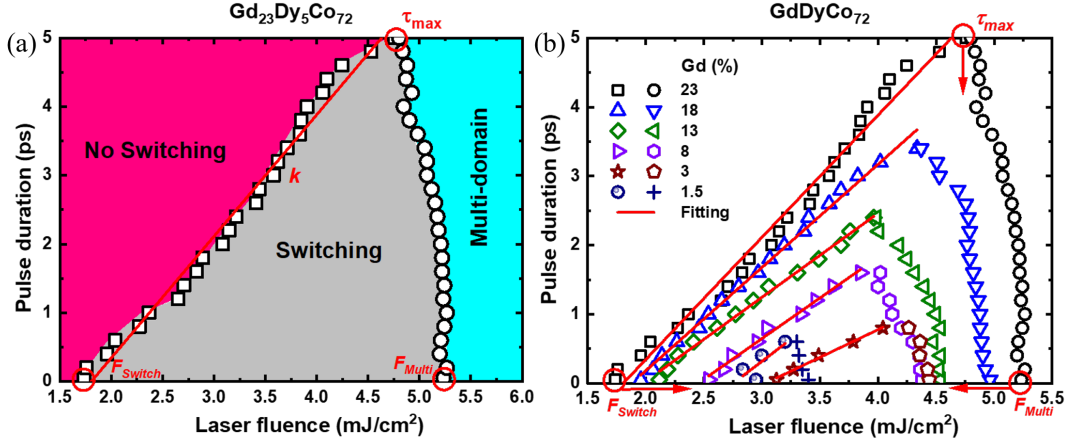 Gd23Dy5Co72
(a)
τmax
5
4
3
2
1
0
Pulse duration (ps)
No Switching
k
Switching
Multi-domain
FSwitch
FMulti
1.5 2.0 2.5 3.0 3.5 4.0 4.5 5.0 5.5 6.0
Laser fluence (mJ/cm²)
GdDyCo72
(b)
τmax
5
4
3
2
1
0
Pulse duration (ps)
Gd (%)
23
18
13
8
3
1.5
Fitting
FSwitch
FMulti
1.5 2.0 2.5 3.0 3.5 4.0 4.5 5.0 5.5
Laser fluence (mJ/cm²)